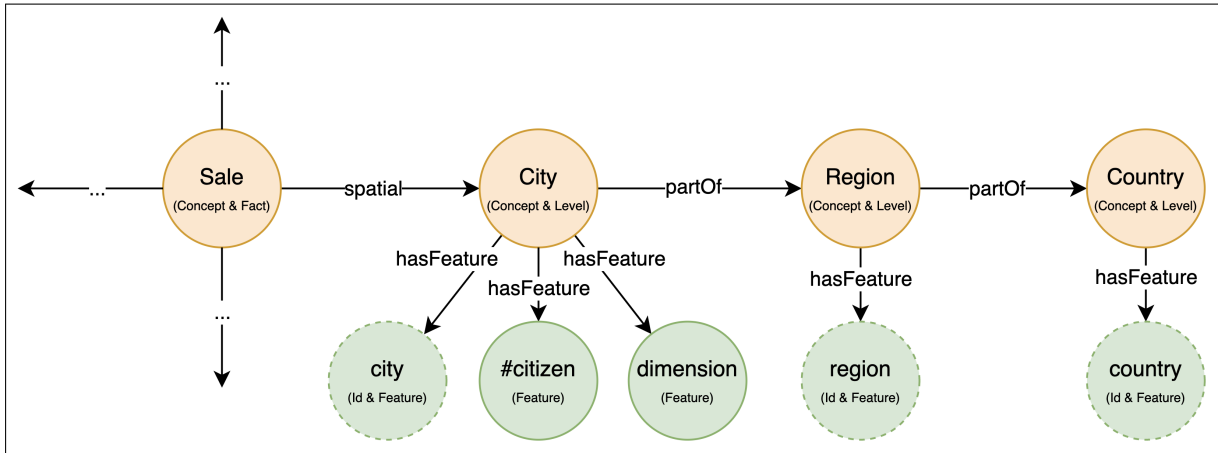 ...
...
Sale
(Concept & Fact)
spatial
City
(Concept & Level)
partOf
Region
(Concept & Level)
partOf
Country
(Concept & Level)
...
hasFeature
hasFeature
hasFeature
hasFeature
hasFeature
city
(Id & Feature)
#citizen
(Feature)
dimension
(Feature)
region
(Id & Feature)
country
(Id & Feature)